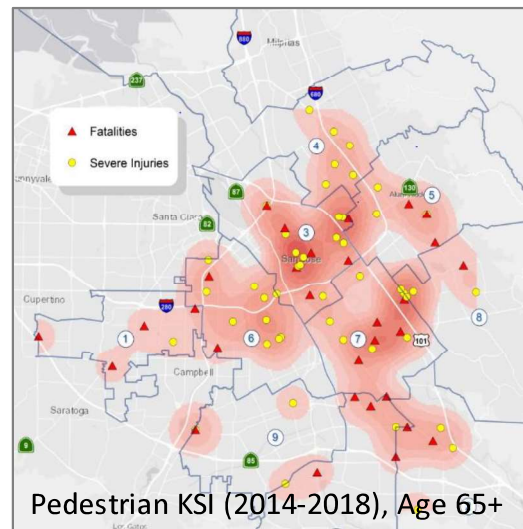 880
Milpitas
237
680
Fatalities
Severe Injuries
4
87
130
5
Santa Clara
82
3
San Jose
Cupertino
280
1
6
7
101
8
Campbell
Saratoga
9
9
85
Los Gatos
Pedestrian KSI (2014-2018), Age 65+